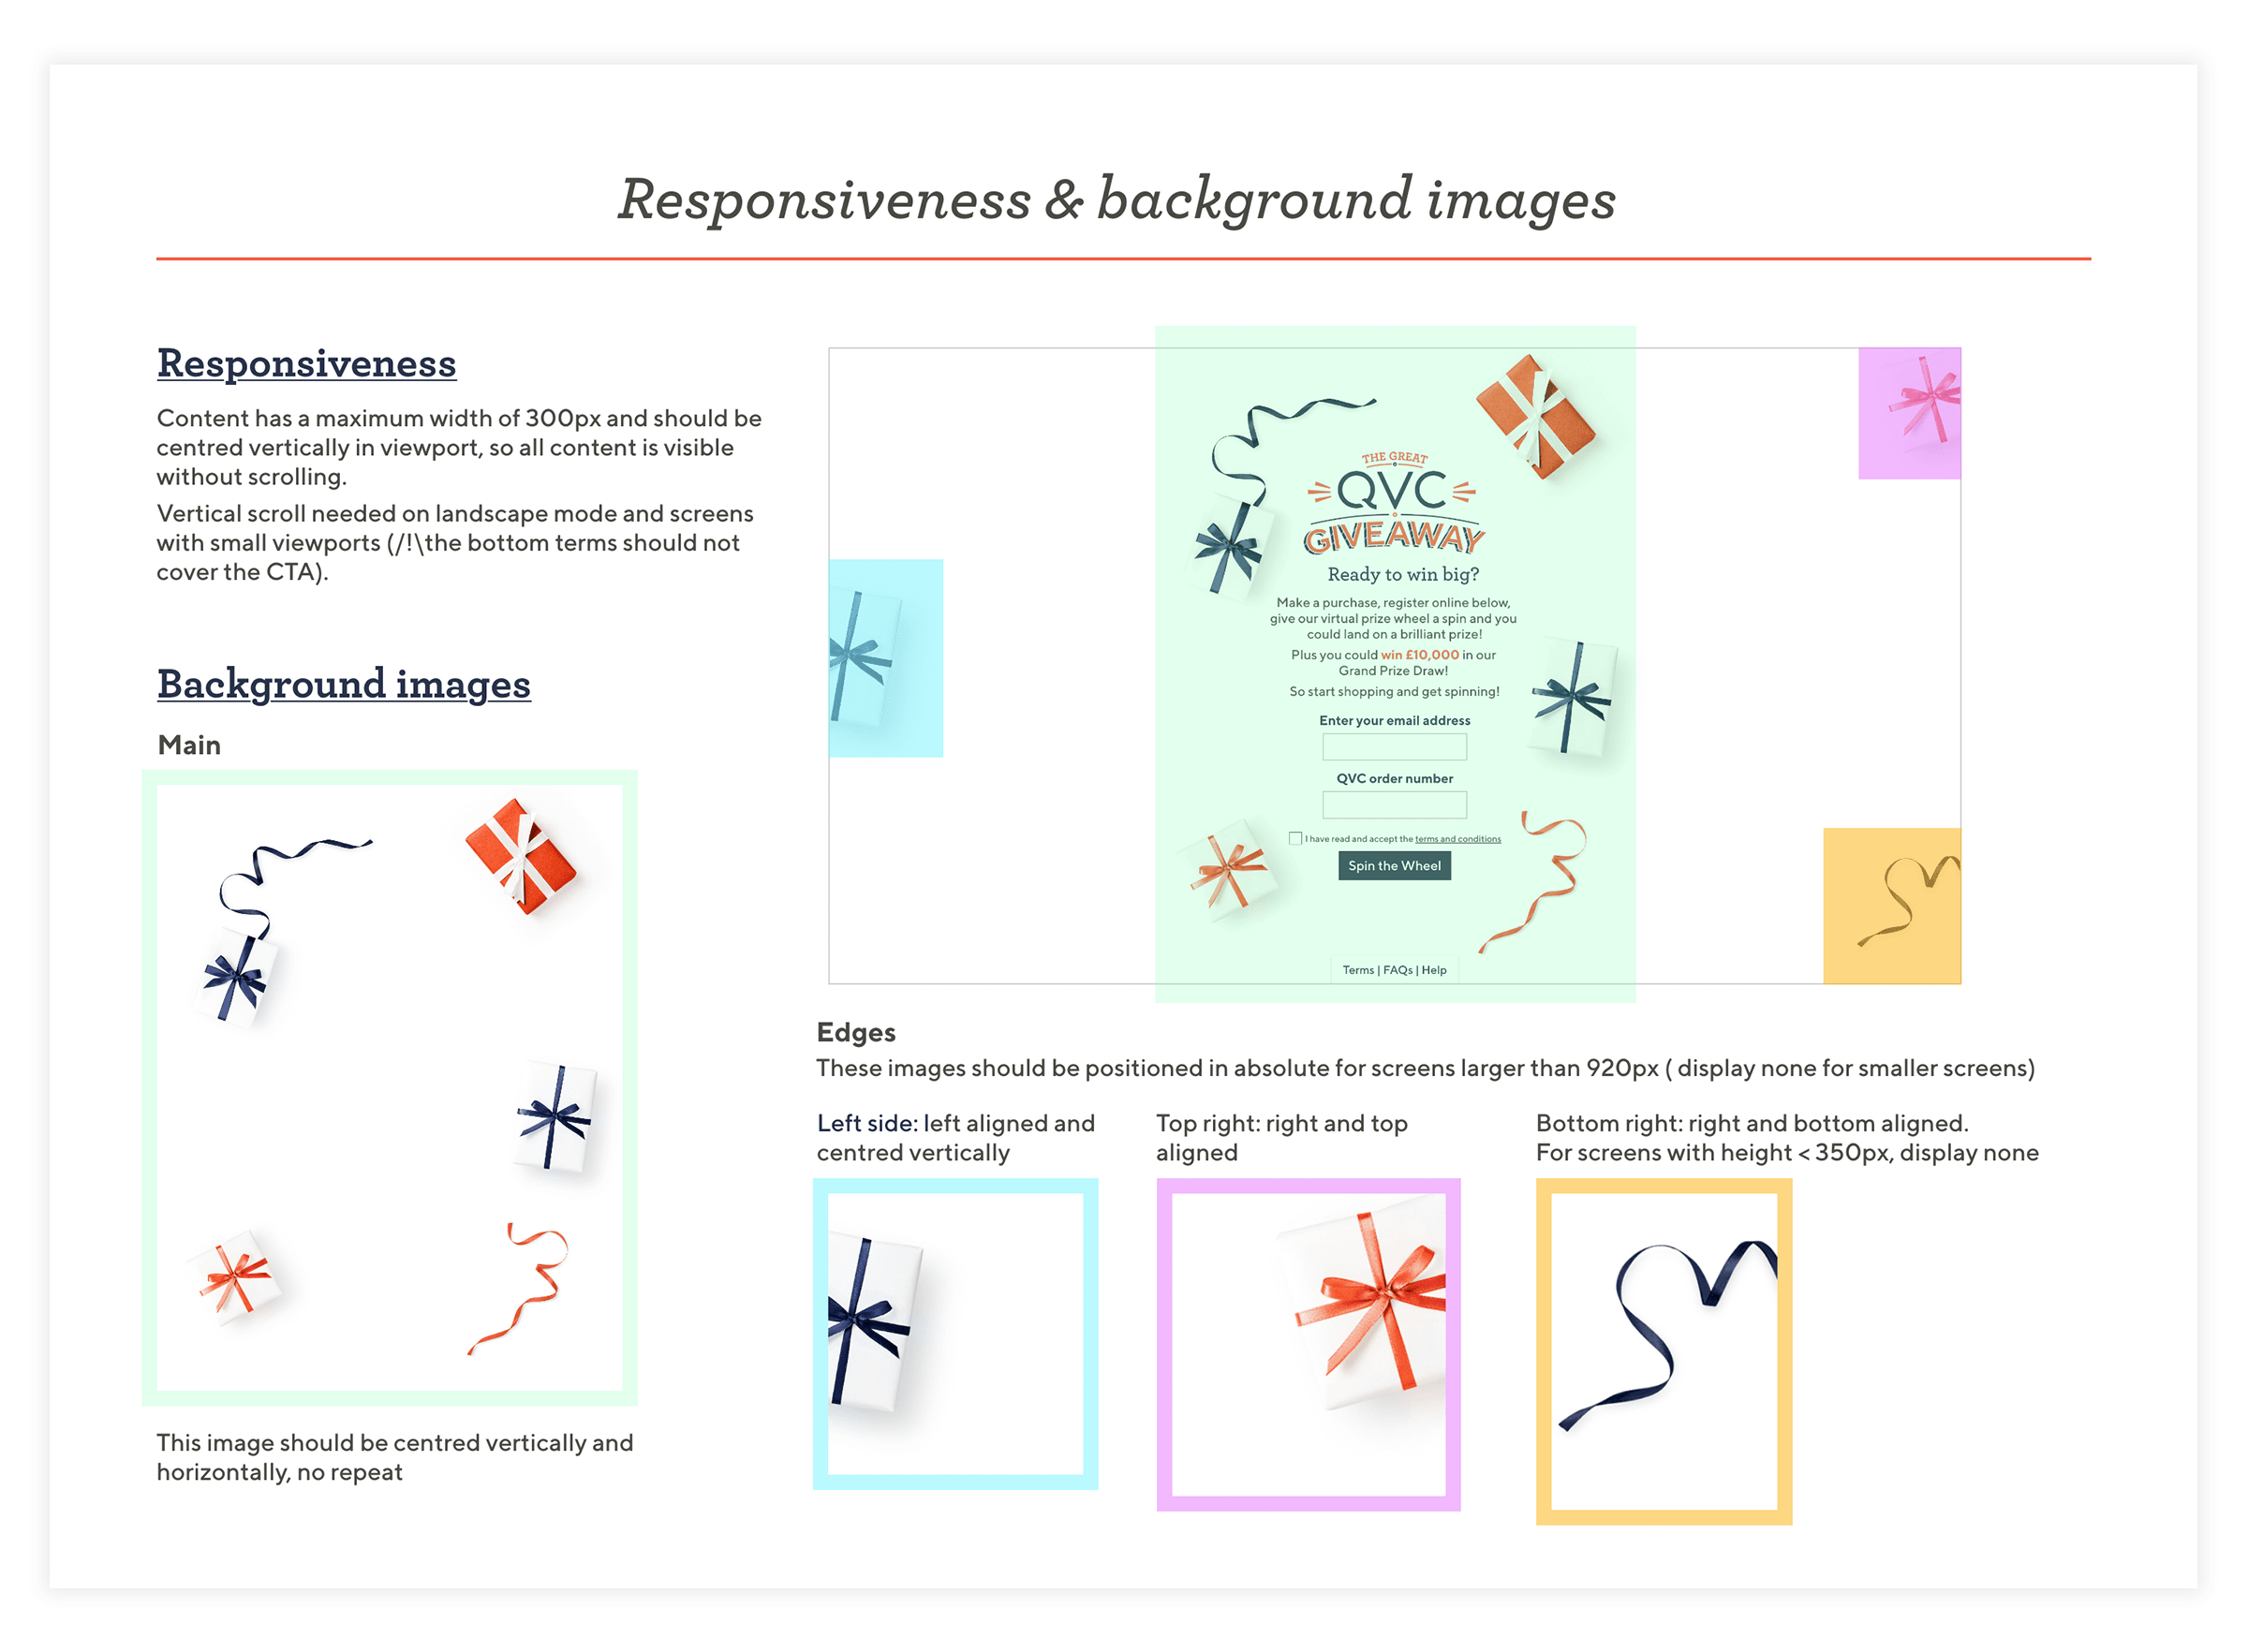 Responsiveness & background images
Responsiveness
Content has a maximum width of 300px and should be
centred vertically in viewport, so all content is visible
without scrolling.
Vertical scroll needed on landscape mode and screens
with small viewports (/!\the bottom terms should not
cover the CTA).
Background images
Main
This image should be centred vertically and
horizontally, no repeat
THE GREAT
QVC
GIVEAWAY
Ready to win big?
Make a purchase, register online below,
give our virtual prize wheel a spin and you
could land on a brilliant prize!
Plus you could win £10,000 in our
Grand Prize Draw!
So start shopping and get spinning!
Enter your email address
QVC order number
I have read and accept the terms and conditions
Spin the Wheel
Terms | FAQs | Help
Edges
These images should be positioned in absolute for screens larger than 920px ( display none for smaller screens)
Left side: left aligned and
centred vertically
Top right: right and top
aligned
Bottom right: right and bottom aligned.
For screens with height < 350px, display none